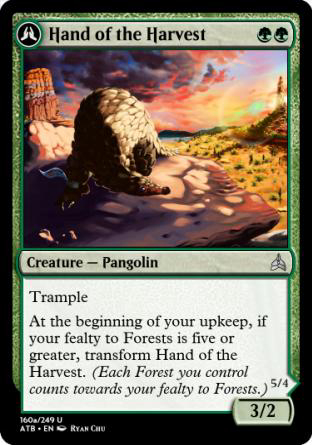 Hand of the Harvest
Creature — Pangolin
Trample
At the beginning of your upkeep, if
your fealty to Forests is five or
greater, transform Hand of the
Harvest. (Each Forest you control
counts towards your fealty to Forests.)
5/4
3/2
160a/249 U
ATB • EN Ryan Chu